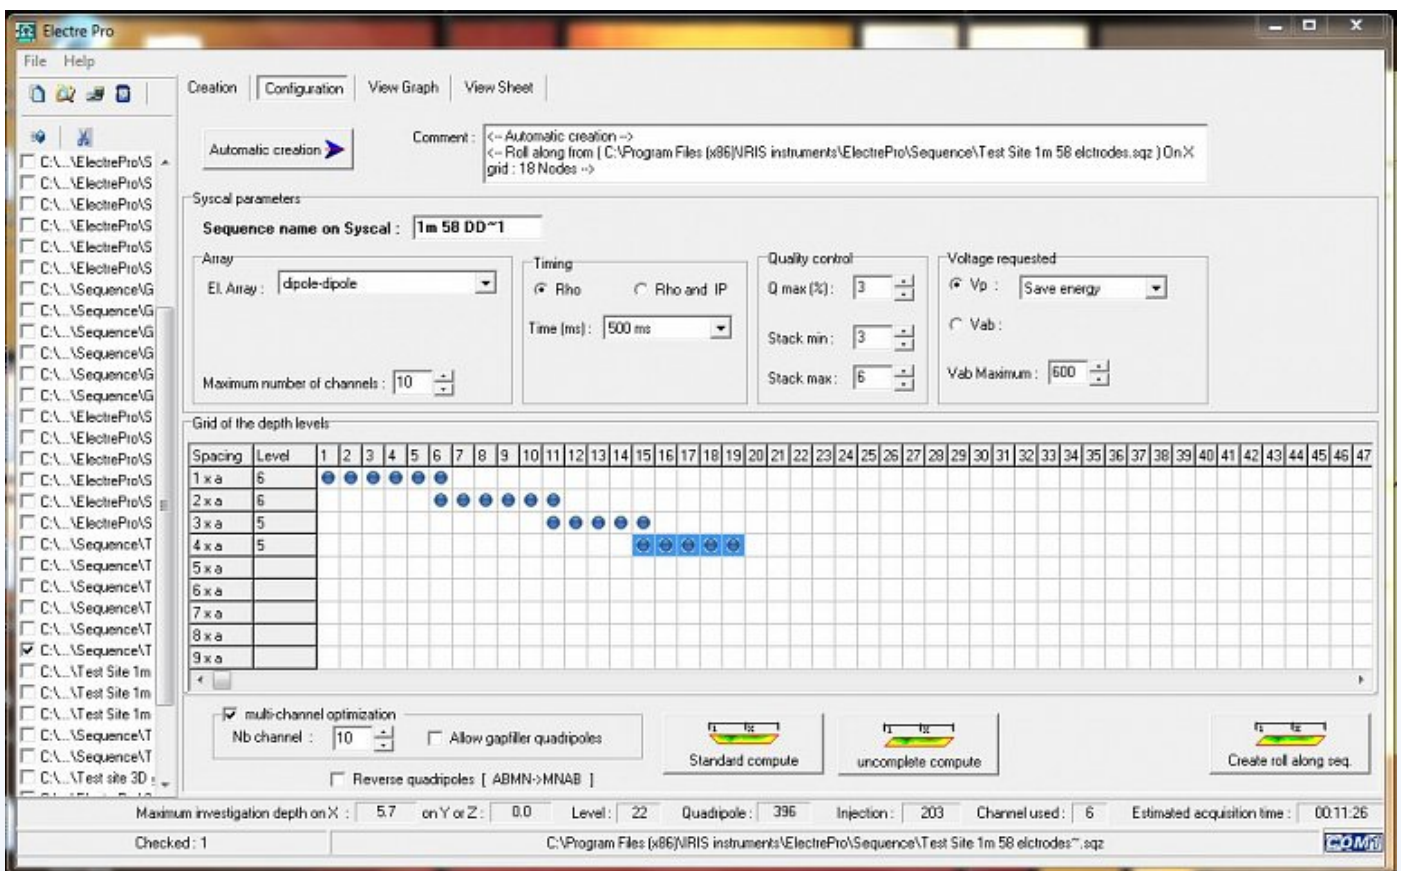 Electre Pro
File Help
Creation Configuration View Graph View Sheet
Automatic creation
Comment : <-- Automatic creation -->
<-- Roll along from ( C:\Program Files (x86)\IRIS instruments\ElectrePro\Sequence\Test Site 1m 58 elctrodes.sqz ) On X
grid : 18 Nodes -->
C:\...\ElectrePro\S
C:\...\ElectrePro\S
C:\...\ElectrePro\S
C:\...\ElectrePro\S
C:\...\ElectrePro\S
C:\...\ElectrePro\S
C:\...\Sequence\G
C:\...\Sequence\G
C:\...\Sequence\G
C:\...\Sequence\G
C:\...\Sequence\G
C:\...\Sequence\G
C:\...\ElectrePro\S
C:\...\ElectrePro\S
C:\...\ElectrePro\S
C:\...\ElectrePro\S
C:\...\ElectrePro\S
C:\...\ElectrePro\S
C:\...\Sequence\T
C:\...\Sequence\T
C:\...\Sequence\T
C:\...\Sequence\T
C:\...\Sequence\T
C:\...\Sequence\T
C:\...\Test Site 1m
C:\...\Test Site 1m
C:\...\Test Site 1m
C:\...\Sequence\T
C:\...\Sequence\T
C:\...\Test site 3D
Syscal parameters
Sequence name on Syscal : 1m 58 DD~1
Array
El. Array : dipole-dipole
Maximum number of channels : 10
Timing
Rho Rho and IP
Time (ms) : 500 ms
Quality control
Q max (%) : 3
Stack min : 3
Stack max : 6
Voltage requested
Vp : Save energy
Vab :
Vab Maximum : 600
Grid of the depth levels
Spacing Level 1 2 3 4 5 6 7 8 9 10 11 12 13 14 15 16 17 18 19 20 21 22 23 24 25 26 27 28 29 30 31 32 33 34 35 36 37 38 39 40 41 42 43 44 45 46 47
1 x a 6
2 x a 6
3 x a 5
4 x a 5
5 x a
6 x a
7 x a
8 x a
9 x a
multi-channel optimization
Nb channel : 10 Allow gapfiller quadripoles
Reverse quadripoles [ ABMN->MNAB ]
Standard compute
uncomplete compute
Create roll along seq.
Maximum investigation depth on X : 5.7 on Y or Z : 0.0 Level : 22 Quadipole : 396 Injection : 203 Channel used : 6 Estimated acquisition time : 00:11:26
Checked : 1 C:\Program Files (x86)\IRIS instruments\ElectrePro\Sequence\Test Site 1m 58 elctrodes~.sqz COM1